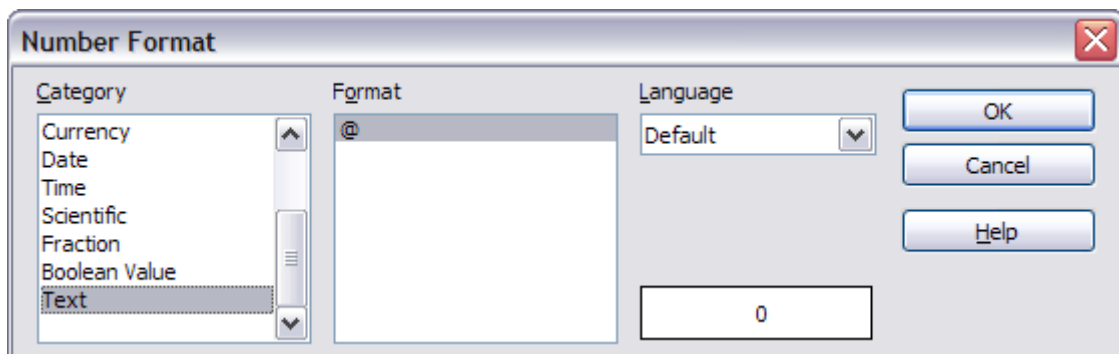 Number Format
Category
Format
Language
Currency
Date
Time
Scientific
Fraction
Boolean Value
Text
@
Default
0
OK
Cancel
Help